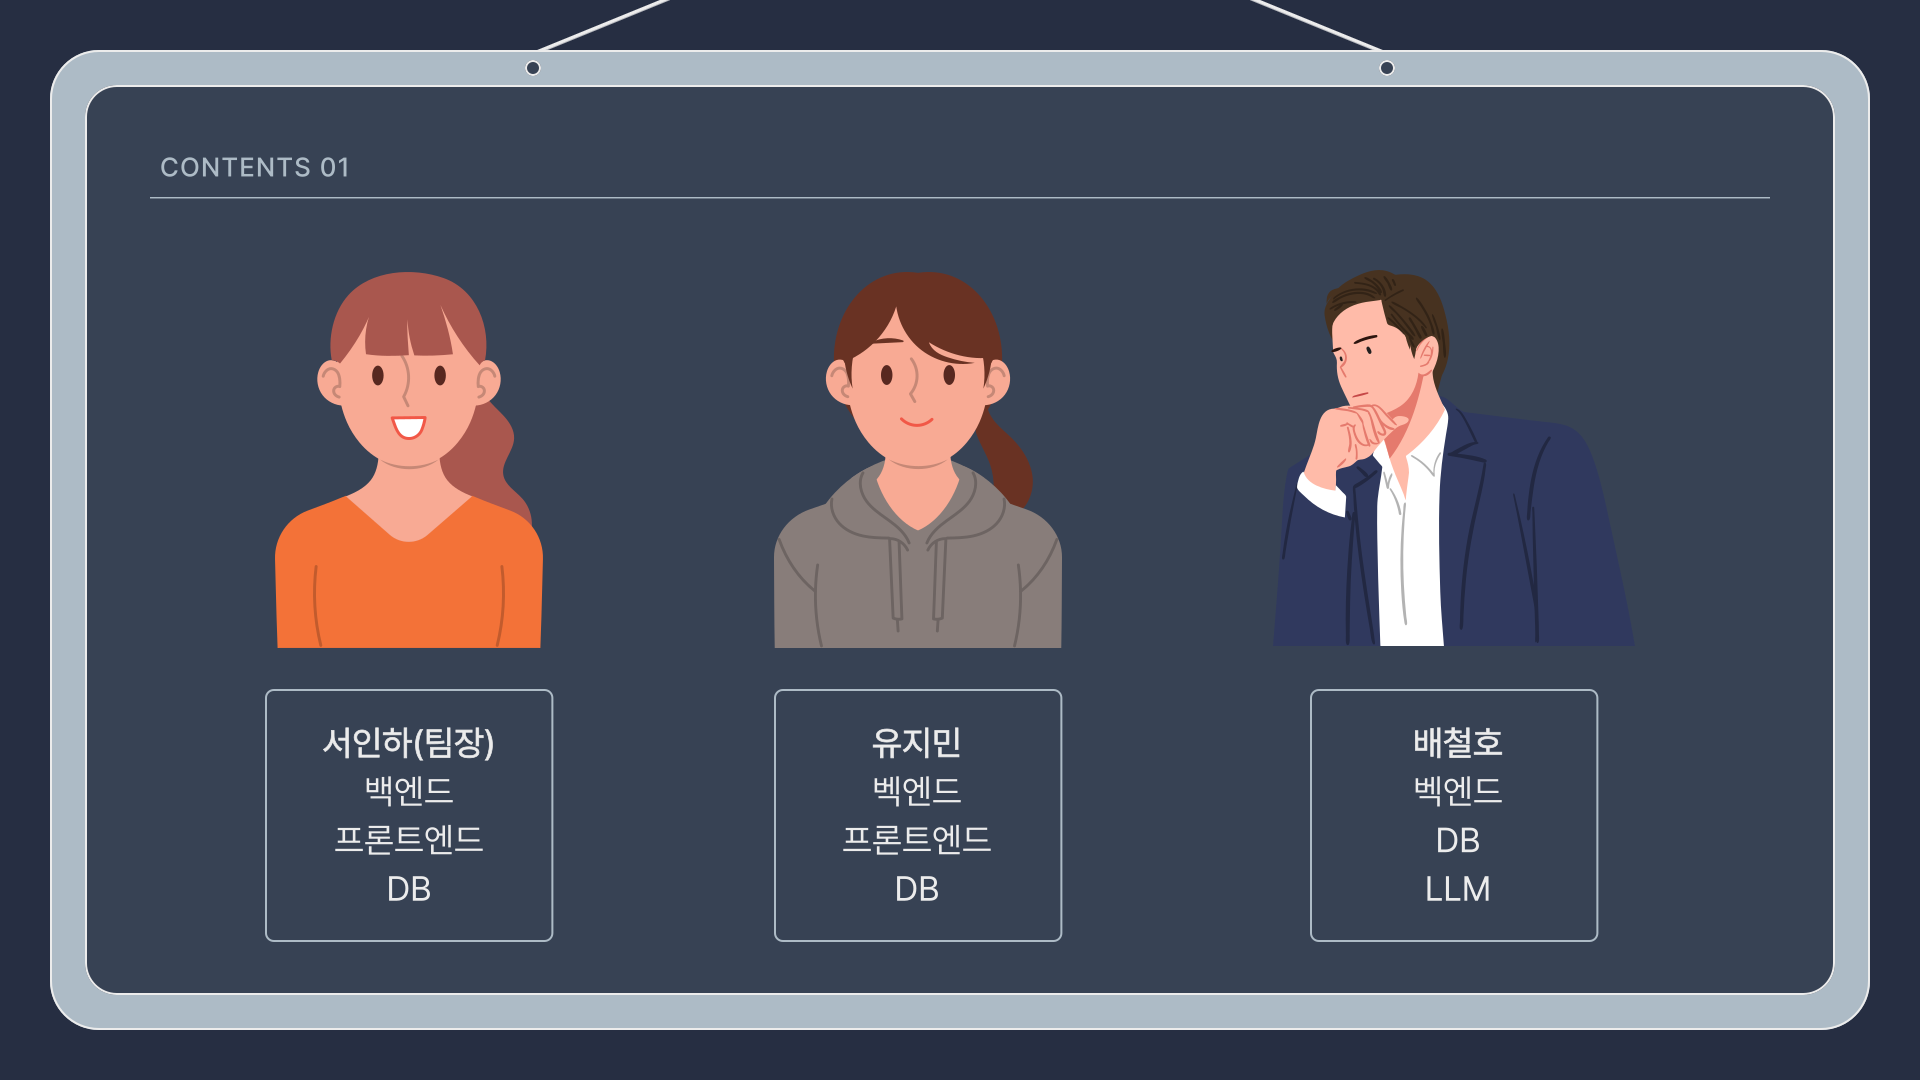 CONTENTS 01
서인하(팀장)
백엔드
프론트엔드
DB
유지민
벡엔드
프론트엔드
DB
배철호
벡엔드
DB
LLM